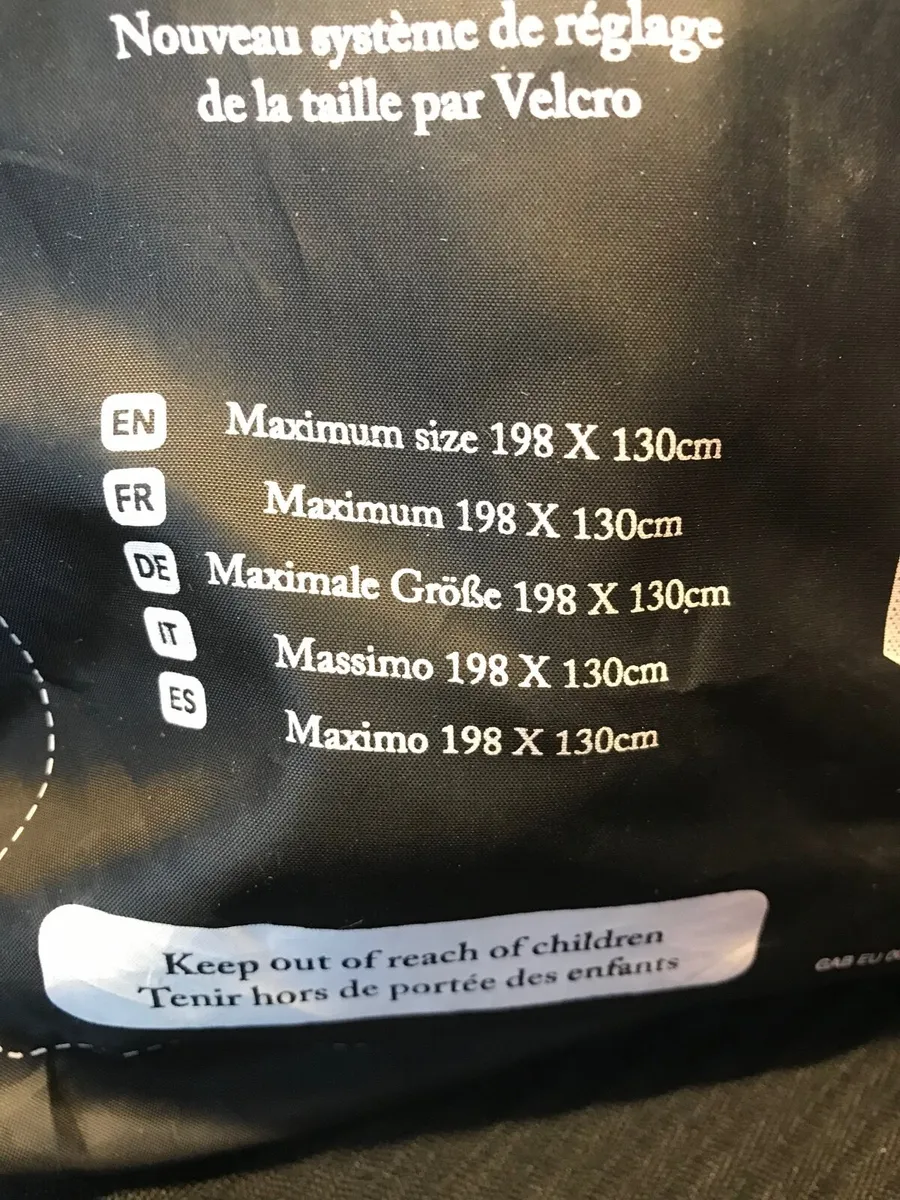 Nouveau système de réglage
de la taille par Velcro
EN Maximum size 198 X 130cm
FR Maximum 198 X 130cm
DE Maximale Größe 198 X 130cm
IT Massimo 198 X 130cm
ES Maximo 198 X 130cm
Keep out of reach of children
Tenir hors de portée des enfants
GAB EU